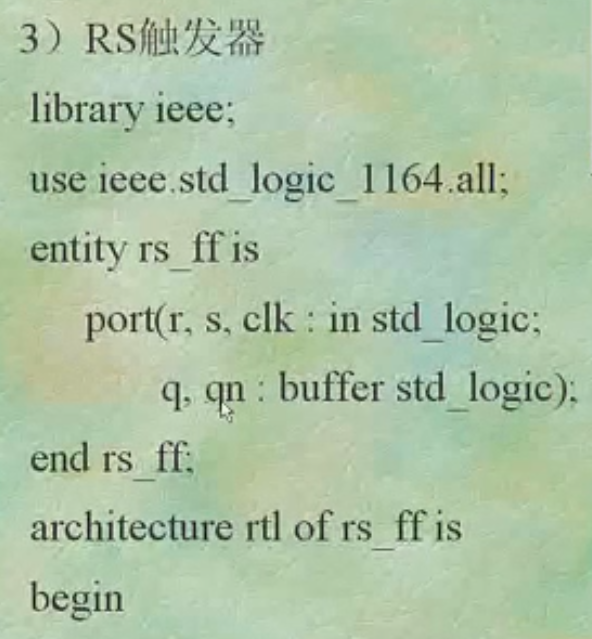 3）RS触发器
library ieee;
use ieee.std_logic_1164.all;
entity rs_ff is
port(r, s, clk : in std_logic;
q, qn : buffer std_logic);
end rs_ff;
architecture rtl of rs_ff is
begin